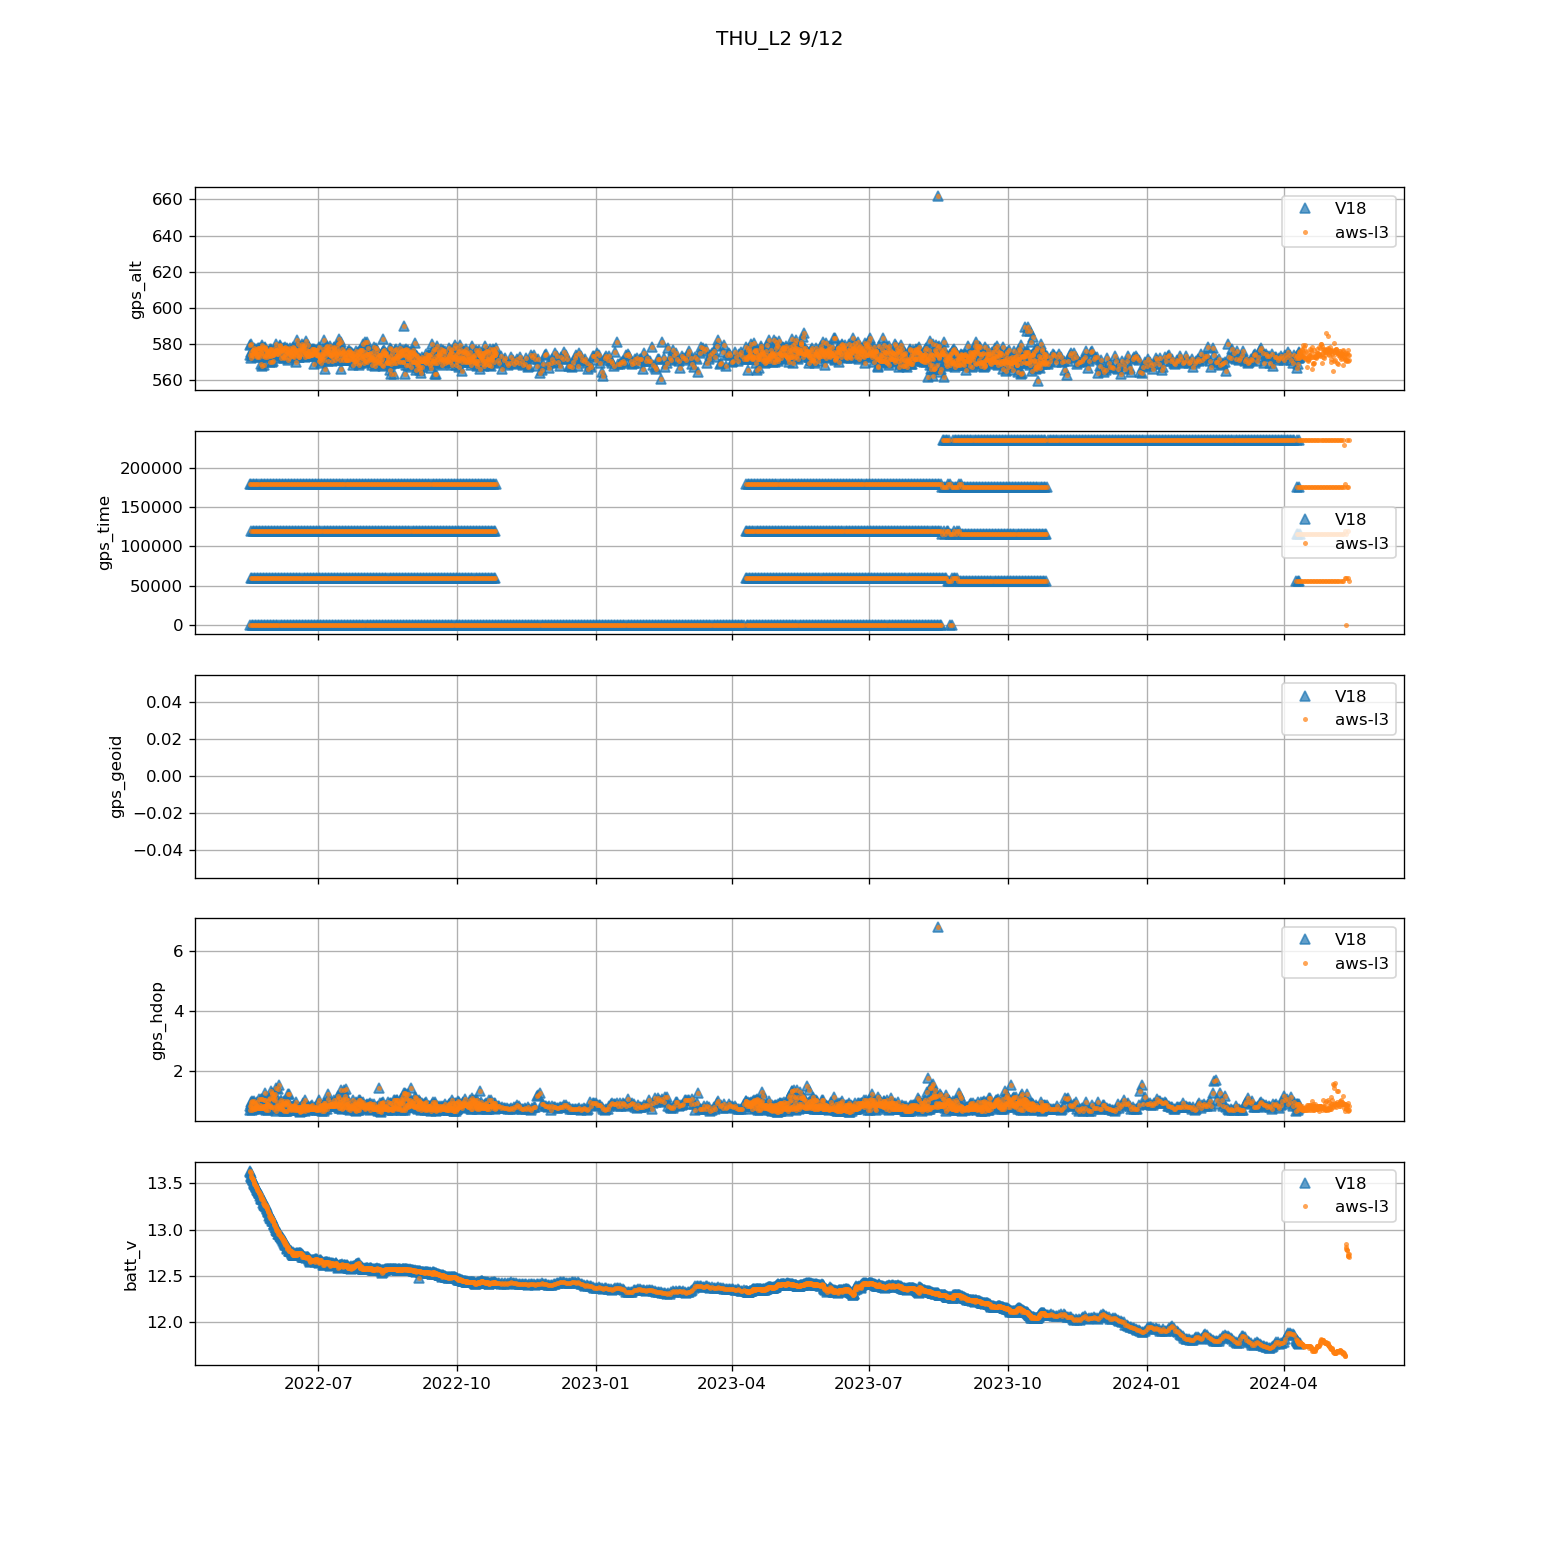 THU_L2 9/12
gps_alt
660
640
620
600
580
560
V18
aws-l3
gps_time
200000
150000
100000
50000
0
V18
aws-l3
gps_geoid
0.04
0.02
0.00
−0.02
−0.04
V18
aws-l3
gps_hdop
6
4
2
V18
aws-l3
batt_v
13.5
13.0
12.5
12.0
V18
aws-l3
2022-07 2022-10 2023-01 2023-04 2023-07 2023-10 2024-01 2024-04